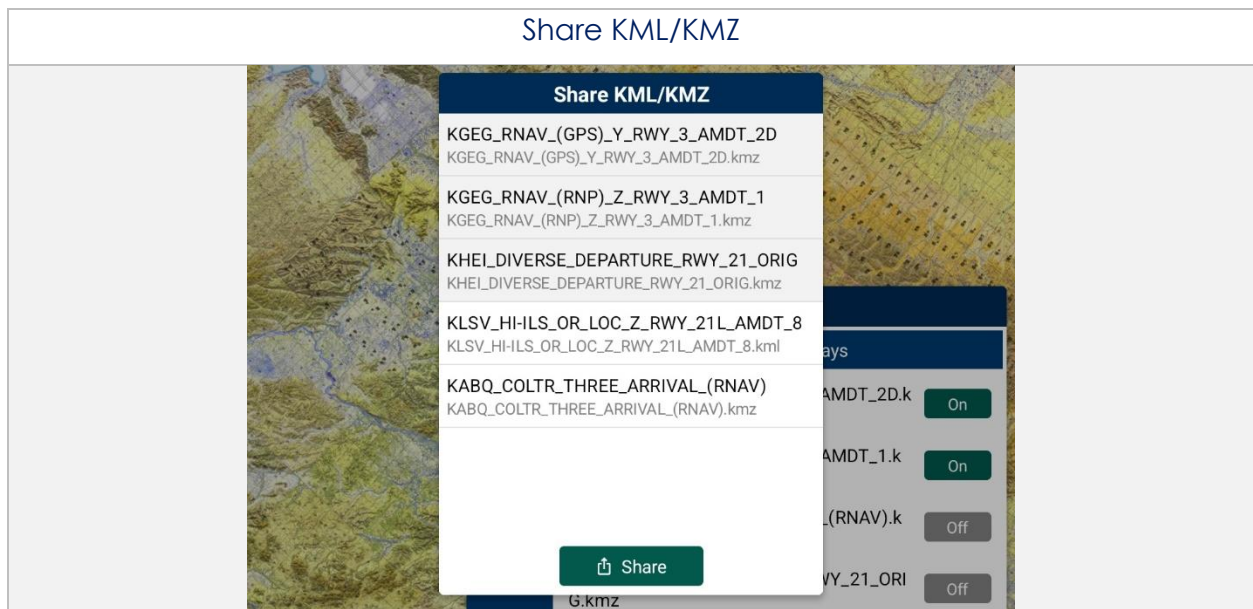 Share KML/KMZ
Share KML/KMZ
KGEG_RNAV_(GPS)_Y_RWY_3_AMDT_2D
KGEG_RNAV_(GPS)_Y_RWY_3_AMDT_2D.kmz
KGEG_RNAV_(RNP)_Z_RWY_3_AMDT_1
KGEG_RNAV_(RNP)_Z_RWY_3_AMDT_1.kmz
KHEI_DIVERSE_DEPARTURE_RWY_21_ORIG
KHEI_DIVERSE_DEPARTURE_RWY_21_ORIG.kmz
KLSV_HI-ILS_OR_LOC_Z_RWY_21L_AMDT_8
KLSV_HI-ILS_OR_LOC_Z_RWY_21L_AMDT_8.kml
KABQ_COLTR_THREE_ARRIVAL_(RNAV)
KABQ_COLTR_THREE_ARRIVAL_(RNAV).kmz
Share
ays
AMDT_2D.k
On
AMDT_1.k
On
_(RNAV).k
Off
WY_21_ORI
G.kmz
Off